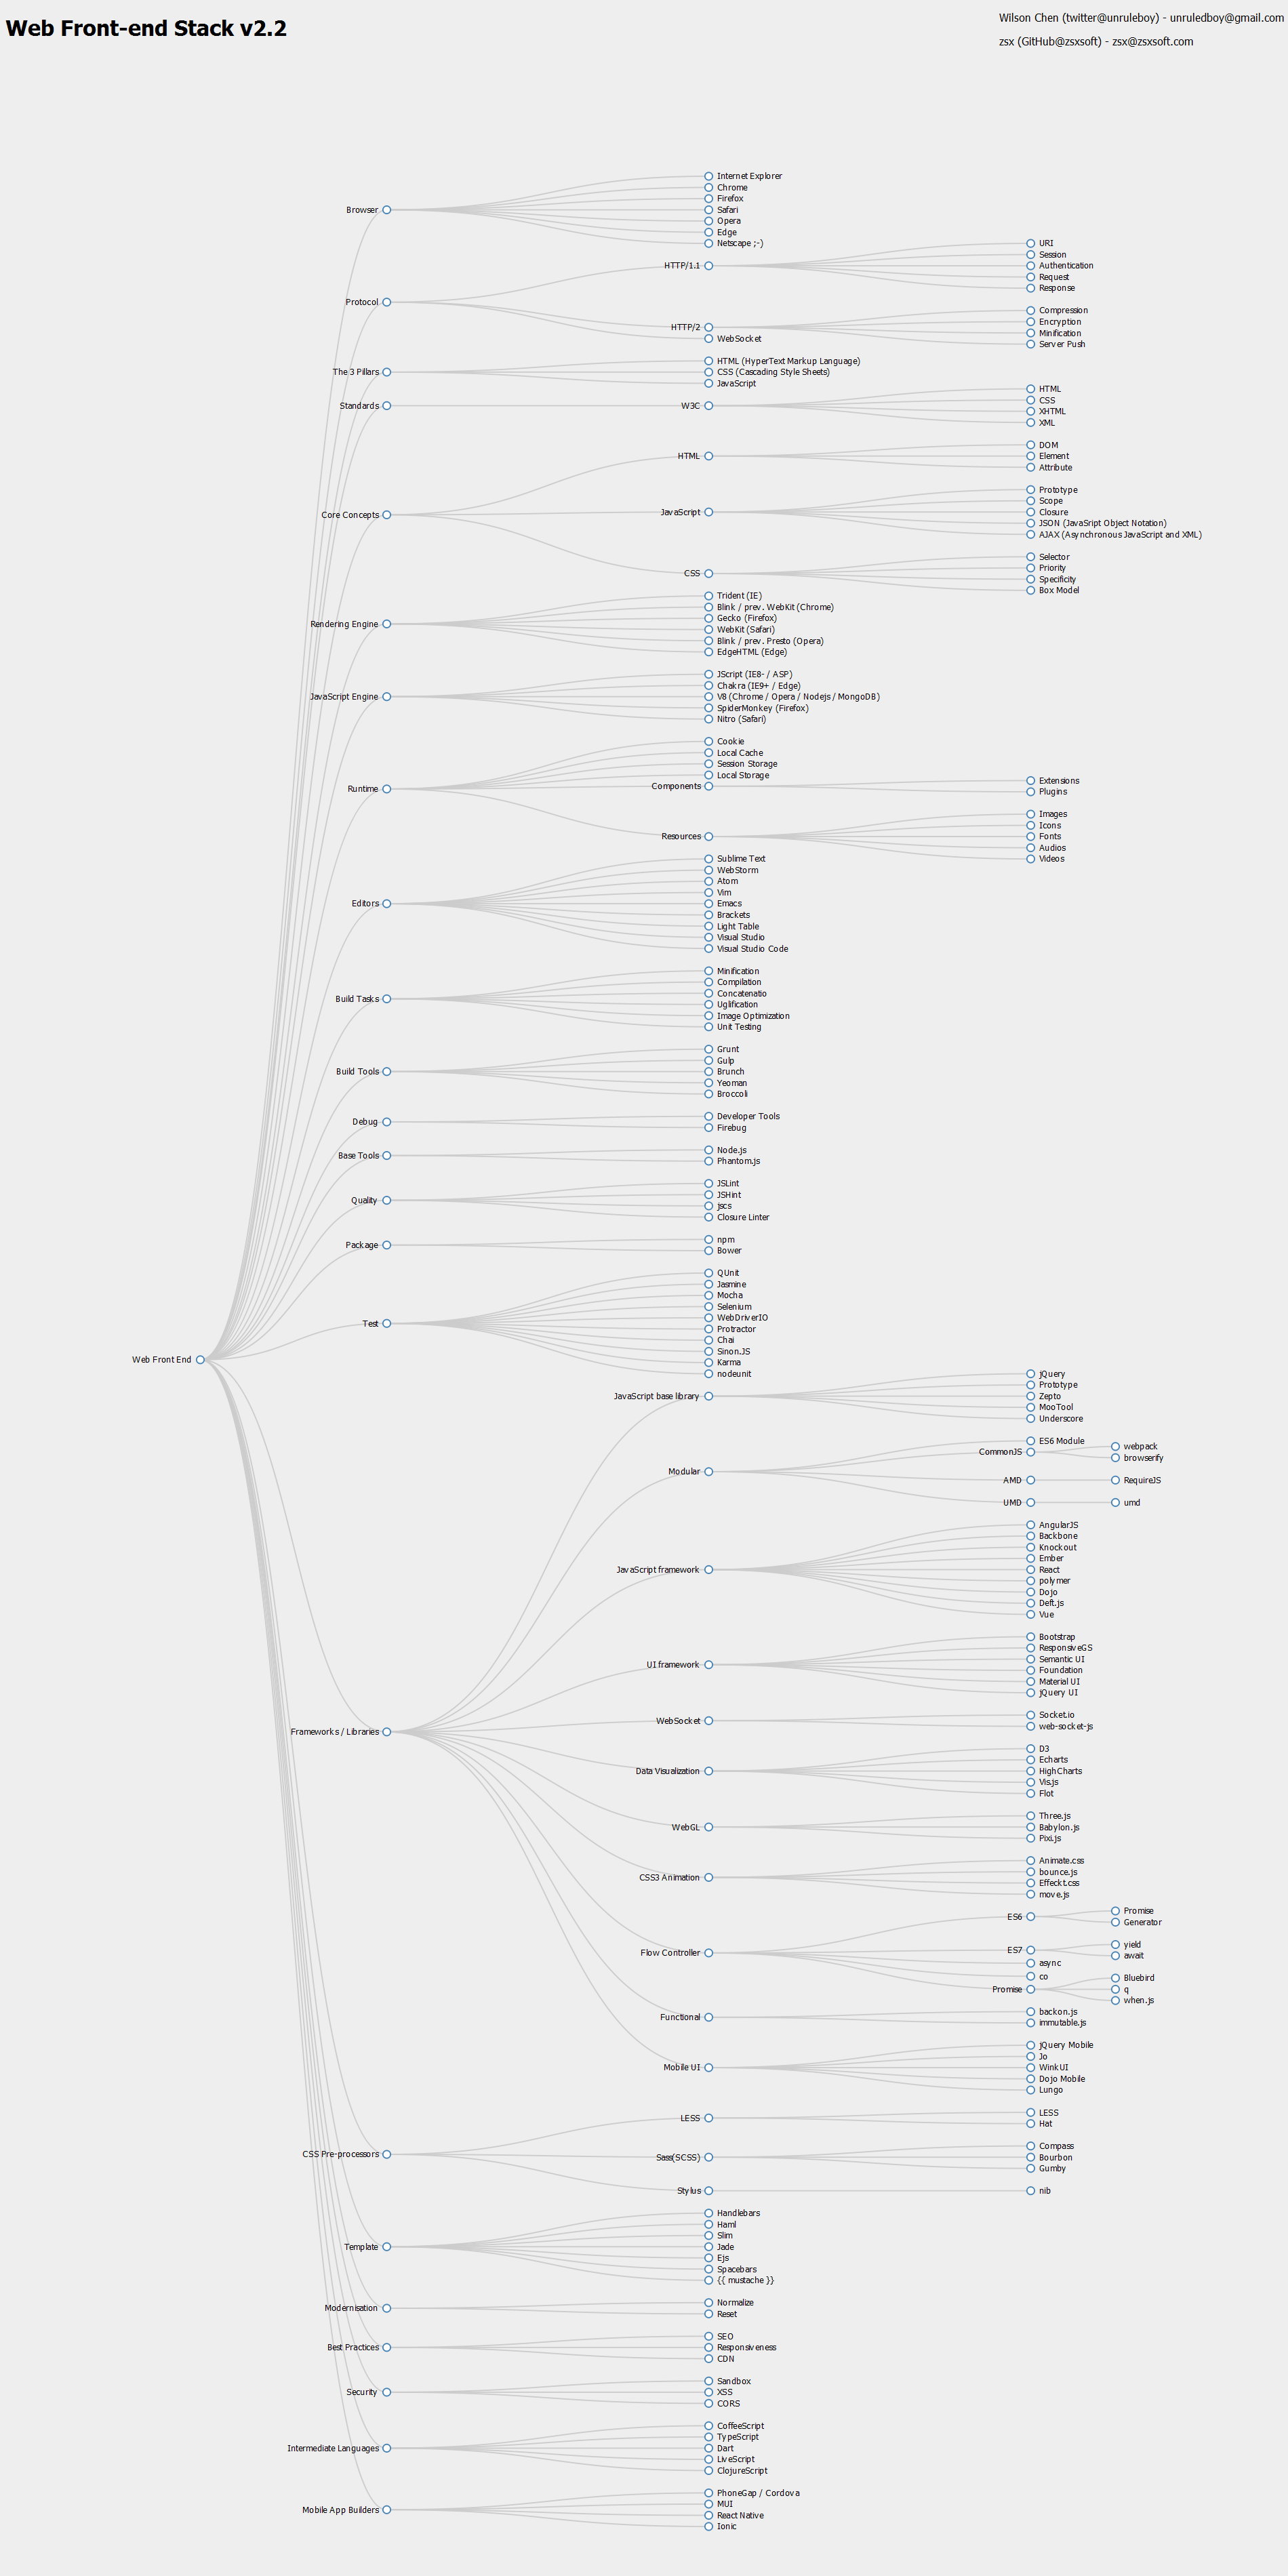 Web Front-end Stack v2.2
Wilson Chen (twitter@unruleboy) - unruledboy@gmail.com
zsx (GitHub@zsxsoft) - zsx@zsxsoft.com
Web Front End
Browser
Internet Explorer
Chrome
Firefox
Safari
Opera
Edge
Netscape ;-)
Protocol
HTTP/1.1
URI
Session
Authentication
Request
Response
HTTP/2
Compression
Encryption
Minification
Server Push
WebSocket
The 3 Pillars
HTML (HyperText Markup Language)
CSS (Cascading Style Sheets)
JavaScript
Standards
W3C
HTML
CSS
XHTML
XML
Core Concepts
HTML
DOM
Element
Attribute
JavaScript
Prototype
Scope
Closure
JSON (JavaSript Object Notation)
AJAX (Asynchronous JavaScript and XML)
CSS
Selector
Priority
Specificity
Box Model
Rendering Engine
Trident (IE)
Blink / prev. WebKit (Chrome)
Gecko (Firefox)
WebKit (Safari)
Blink / prev. Presto (Opera)
EdgeHTML (Edge)
JavaScript Engine
JScript (IE8- / ASP)
Chakra (IE9+ / Edge)
V8 (Chrome / Opera / Nodejs / MongoDB)
SpiderMonkey (Firefox)
Nitro (Safari)
Runtime
Cookie
Local Cache
Session Storage
Local Storage
Components
Extensions
Plugins
Resources
Images
Icons
Fonts
Audios
Videos
Editors
Sublime Text
WebStorm
Atom
Vim
Emacs
Brackets
Light Table
Visual Studio
Visual Studio Code
Build Tasks
Minification
Compilation
Concatenatio
Uglification
Image Optimization
Unit Testing
Build Tools
Grunt
Gulp
Brunch
Yeoman
Broccoli
Debug
Developer Tools
Firebug
Base Tools
Node.js
Phantom.js
Quality
JSLint
JSHint
jscs
Closure Linter
Package
npm
Bower
Test
QUnit
Jasmine
Mocha
Selenium
WebDriverIO
Protractor
Chai
Sinon.JS
Karma
nodeunit
Frameworks / Libraries
JavaScript base library
jQuery
Prototype
Zepto
MooTool
Underscore
Modular
ES6 Module
CommonJS
webpack
browserify
AMD
RequireJS
UMD
umd
JavaScript framework
AngularJS
Backbone
Knockout
Ember
React
polymer
Dojo
Deft.js
Vue
UI framework
Bootstrap
ResponsiveGS
Semantic UI
Foundation
Material UI
jQuery UI
WebSocket
Socket.io
web-socket-js
Data Visualization
D3
Echarts
HighCharts
Vis.js
Flot
WebGL
Three.js
Babylon.js
Pixi.js
CSS3 Animation
Animate.css
bounce.js
Effeckt.css
move.js
Flow Controller
ES6
Promise
Generator
ES7
yield
await
async
co
Promise
Bluebird
q
when.js
Functional
backon.js
immutable.js
Mobile UI
jQuery Mobile
Jo
WinkUI
Dojo Mobile
Lungo
CSS Pre-processors
LESS
LESS
Hat
Sass(SCSS)
Compass
Bourbon
Gumby
Stylus
nib
Template
Handlebars
Haml
Slim
Jade
Ejs
Spacebars
{{ mustache }}
Modernisation
Normalize
Reset
Best Practices
SEO
Responsiveness
CDN
Security
Sandbox
XSS
CORS
Intermediate Languages
CoffeeScript
TypeScript
Dart
LiveScript
ClojureScript
Mobile App Builders
PhoneGap / Cordova
MUI
React Native
Ionic